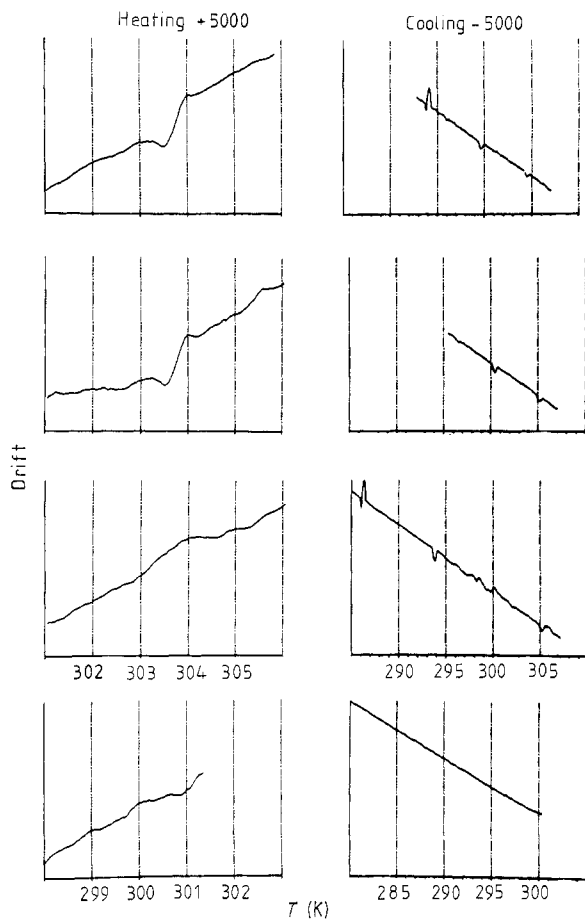 Heating +5000
Cooling – 5000
Drift
302 303 304 305
290 295 300 305
299 300 301 302
285 290 295 300
T (K)